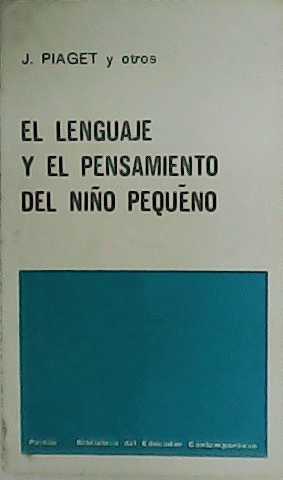 J. PIAGET y otros
EL LENGUAJE
Y EL PENSAMIENTO
DEL NIÑO PEQUEÑO
Paidós Biblioteca del Educador Contemporáneo